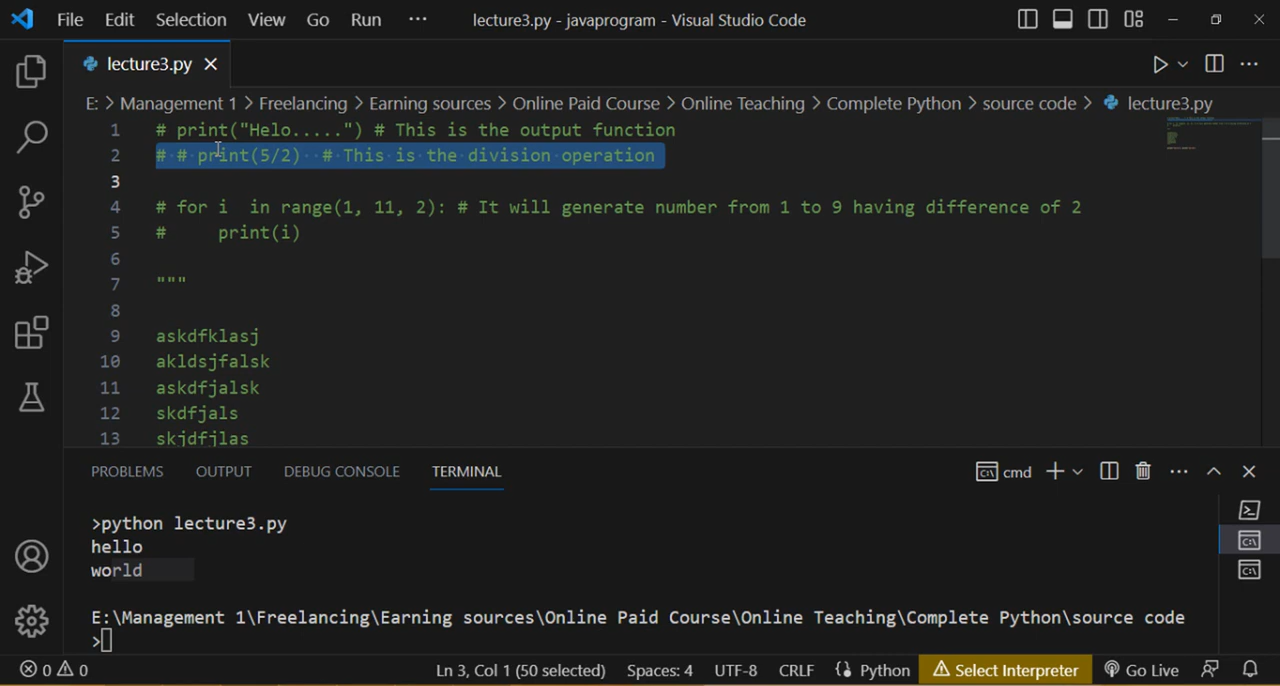 File Edit Selection View Go Run ··· lecture3.py - javaprogram - Visual Studio Code
lecture3.py
E: > Management 1 > Freelancing > Earning sources > Online Paid Course > Online Teaching > Complete Python > source code > lecture3.py
1 # print("Helo.....") # This is the output function
2 # # print(5/2)  # This is the division operation
3
4 # for i  in range(1, 11, 2): # It will generate number from 1 to 9 having difference of 2
5 #     print(i)
6
7 """
8
9 askdfklasj
10 akldsjfalsk
11 askdfjalsk
12 skdfjals
13 skjdfjlas
PROBLEMS OUTPUT DEBUG CONSOLE TERMINAL cmd
>python lecture3.py
hello
world
E:\Management 1\Freelancing\Earning sources\Online Paid Course\Online Teaching\Complete Python\source code
>
0 0 Ln 3, Col 1 (50 selected) Spaces: 4 UTF-8 CRLF Python Select Interpreter Go Live